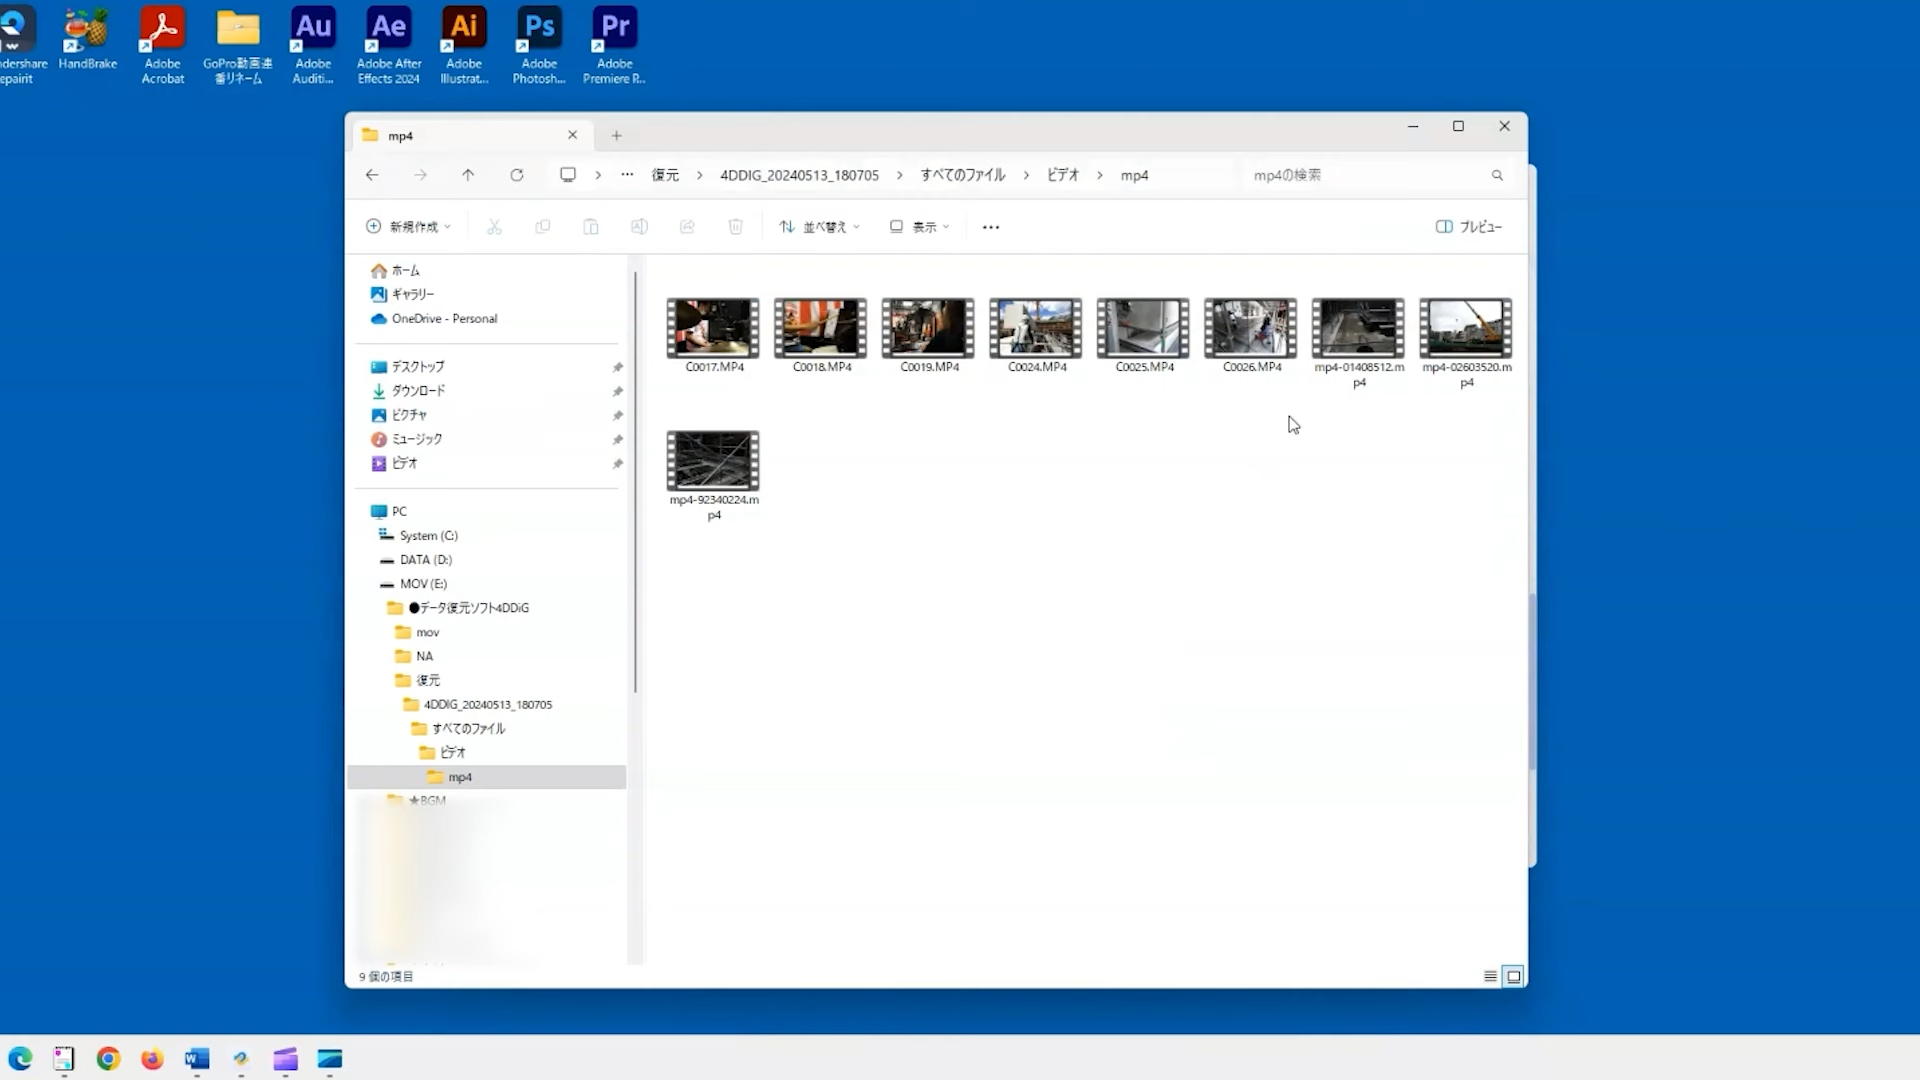 Au
Ae
Ai
Ps
Pr
ndershare
epairit
HandBrake
Adobe
Acrobat
GoPro動画連
番リネーム
Adobe
Auditi...
Adobe After
Effects 2024
Adobe
Illustrat...
Adobe
Photosh...
Adobe
Premiere P...
mp4
... 復元 > 4DDIG_20240513_180705 > すべてのファイル > ビデオ > mp4
mp4の検索
新規作成
並べ替え
表示
...
プレビュー
ホーム
ギャラリー
OneDrive - Personal
デスクトップ
ダウンロード
ピクチャ
ミュージック
ビデオ
PC
System (C:)
DATA (D:)
MOV (E:)
●データ復元ソフト4DDiG
mov
NA
復元
4DDIG_20240513_180705
すべてのファイル
ビデオ
mp4
★BGM
C0017.MP4
C0018.MP4
C0019.MP4
C0024.MP4
C0025.MP4
C0026.MP4
mp4-01408512.m
p4
mp4-02603520.m
p4
mp4-92340224.m
p4
9 個の項目